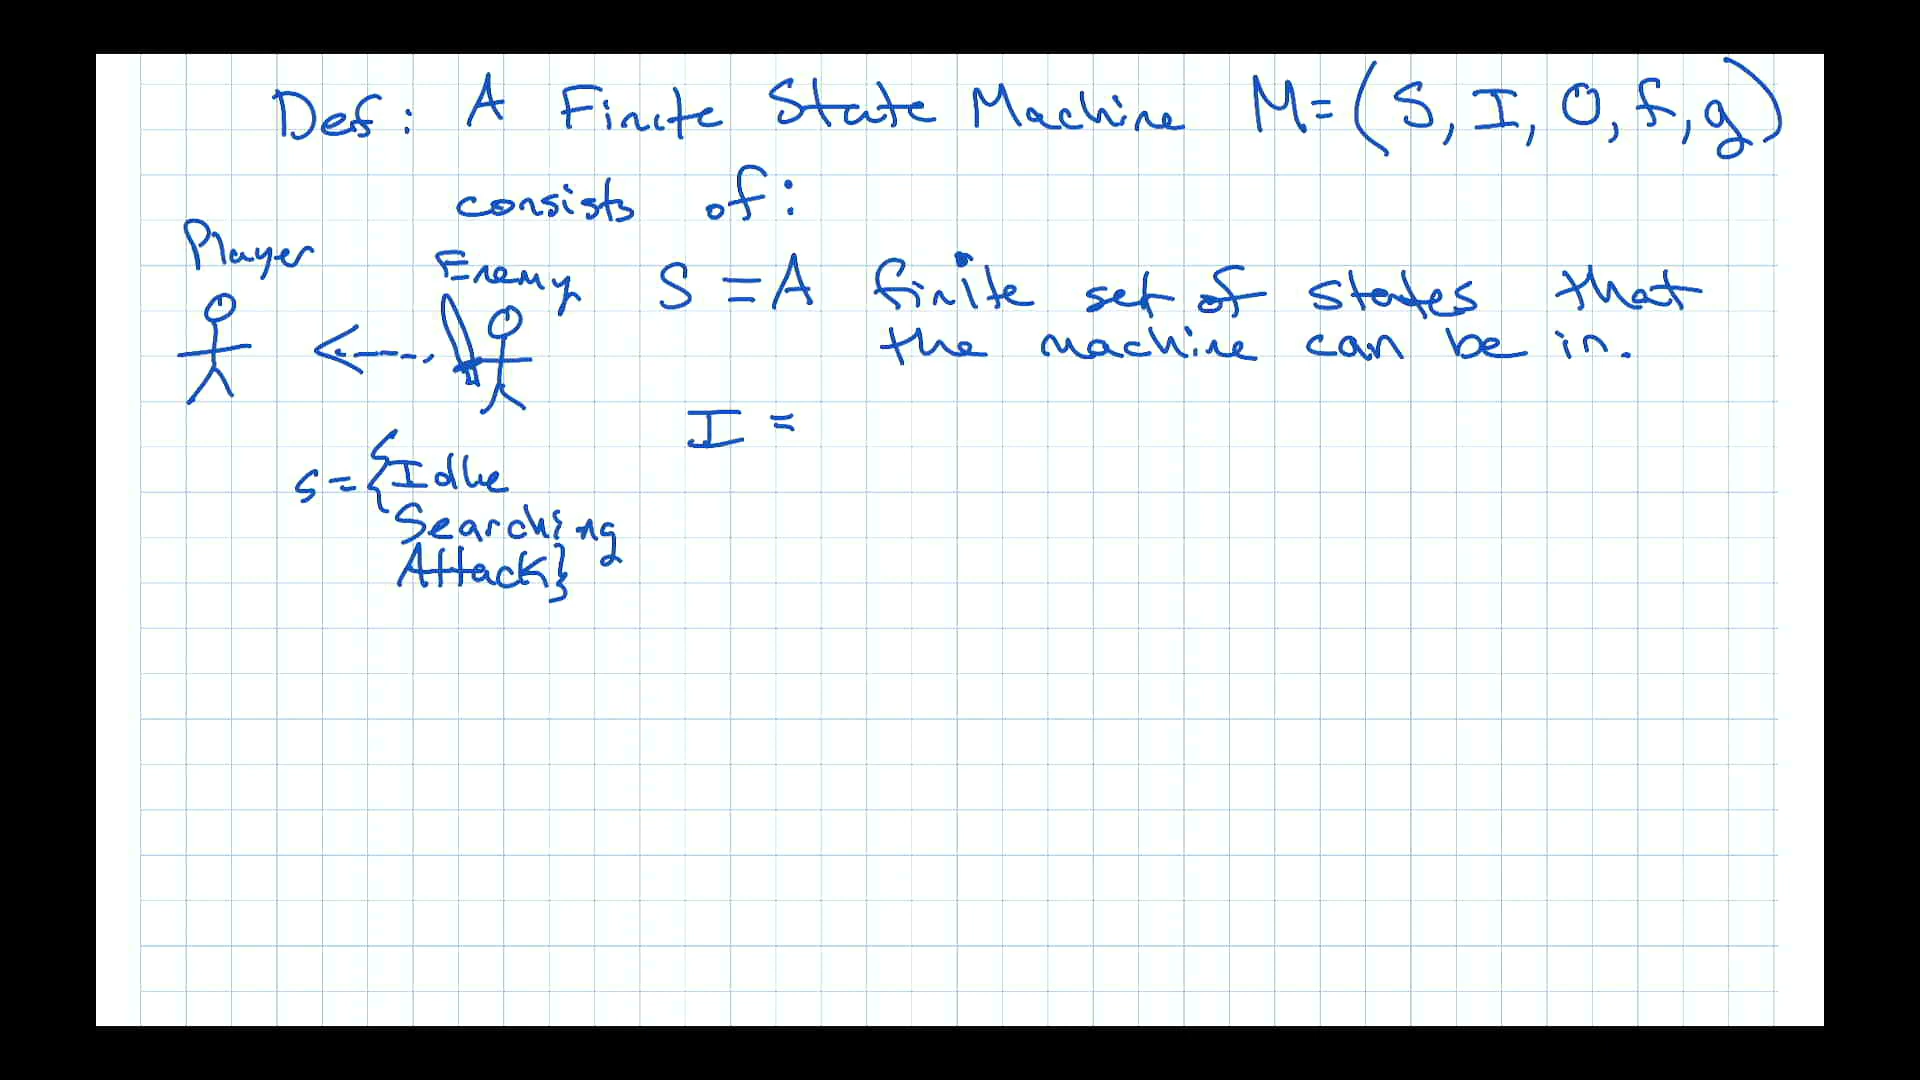 Def: A Finite State Machine M=(S, I, O, f, g)
consists of:
Player
Enemy
S = A finite set of states that
the machine can be in.
I =
S={Idle
Searching
Attack}